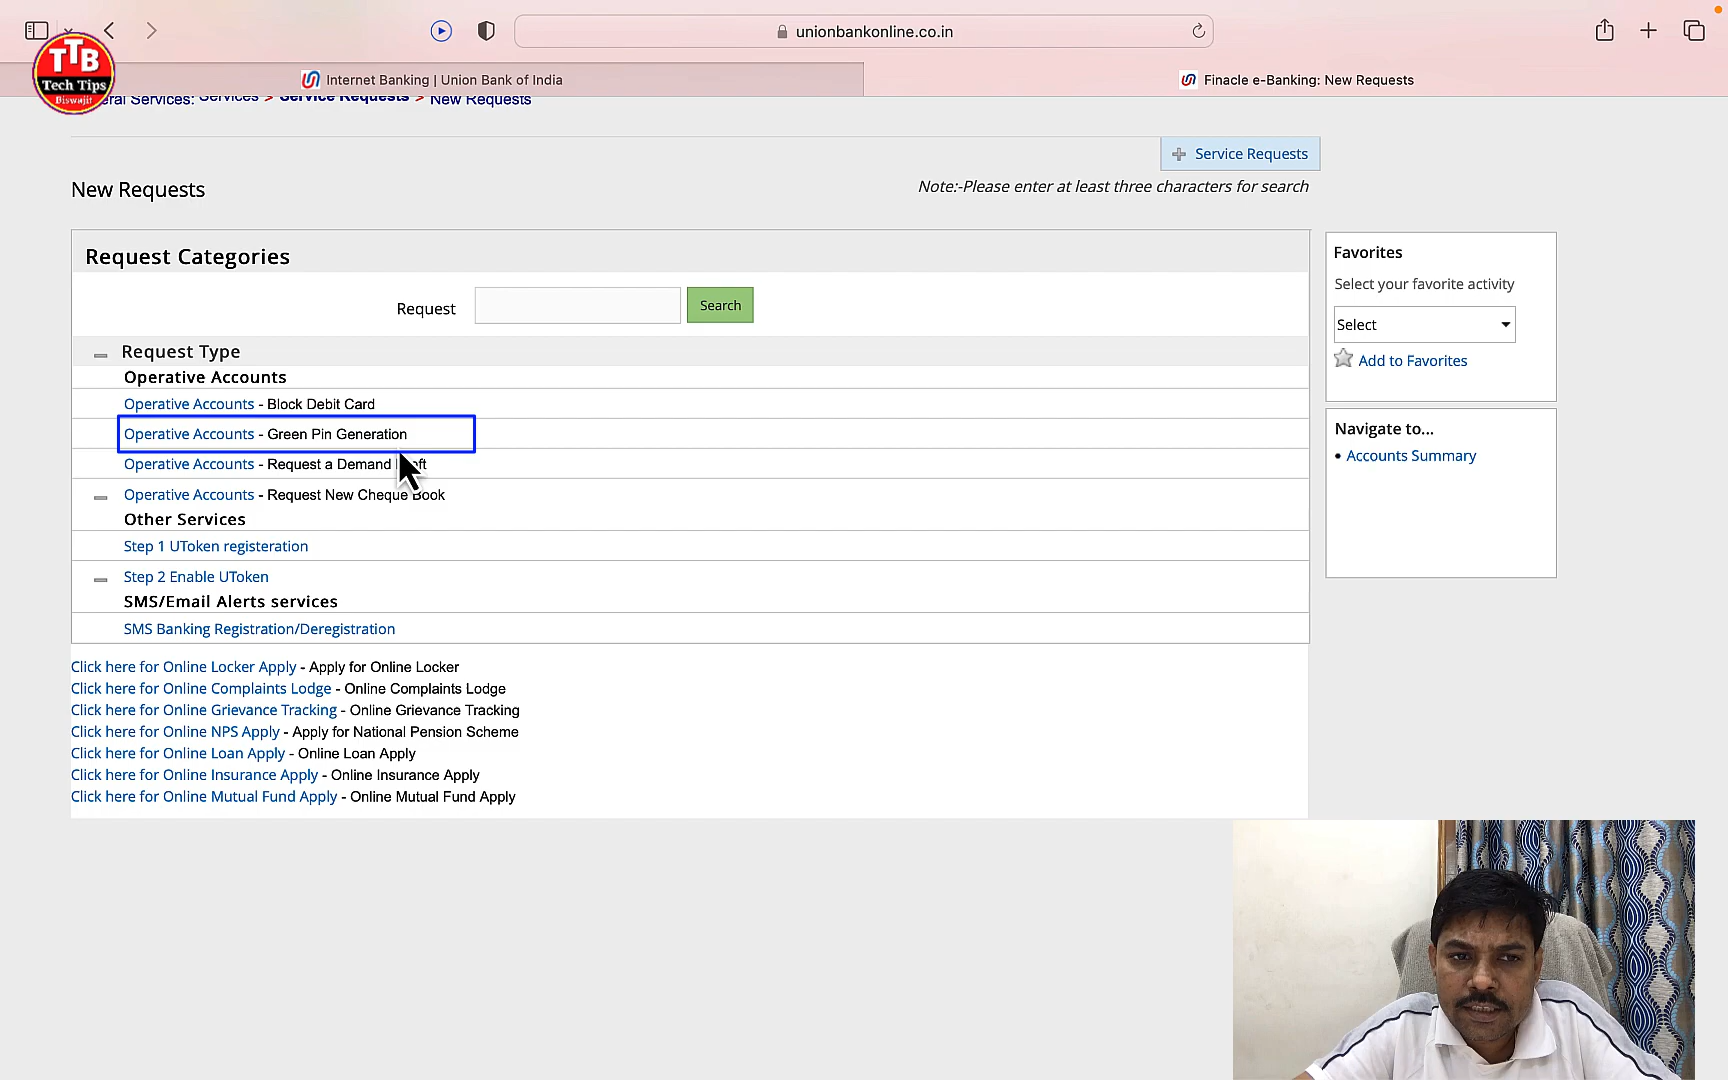 unionbankonline.co.in
TTB
Tech Tips
Biswajit
Internet Banking | Union Bank of India
Finacle e-Banking: New Requests
eral Services: Services > Service Requests > New Requests
Service Requests
New Requests
Note:-Please enter at least three characters for search
Request Categories
Request
Search
Request Type
Operative Accounts
Operative Accounts - Block Debit Card
Operative Accounts - Green Pin Generation
Operative Accounts - Request a Demand
Operative Accounts - Request New Cheque Book
Other Services
Step 1 UToken registeration
Step 2 Enable UToken
SMS/Email Alerts services
SMS Banking Registration/Deregistration
Click here for Online Locker Apply - Apply for Online Locker
Click here for Online Complaints Lodge - Online Complaints Lodge
Click here for Online Grievance Tracking - Online Grievance Tracking
Click here for Online NPS Apply - Apply for National Pension Scheme
Click here for Online Loan Apply - Online Loan Apply
Click here for Online Insurance Apply - Online Insurance Apply
Click here for Online Mutual Fund Apply - Online Mutual Fund Apply
Favorites
Select your favorite activity
Select
Add to Favorites
Navigate to...
Accounts Summary